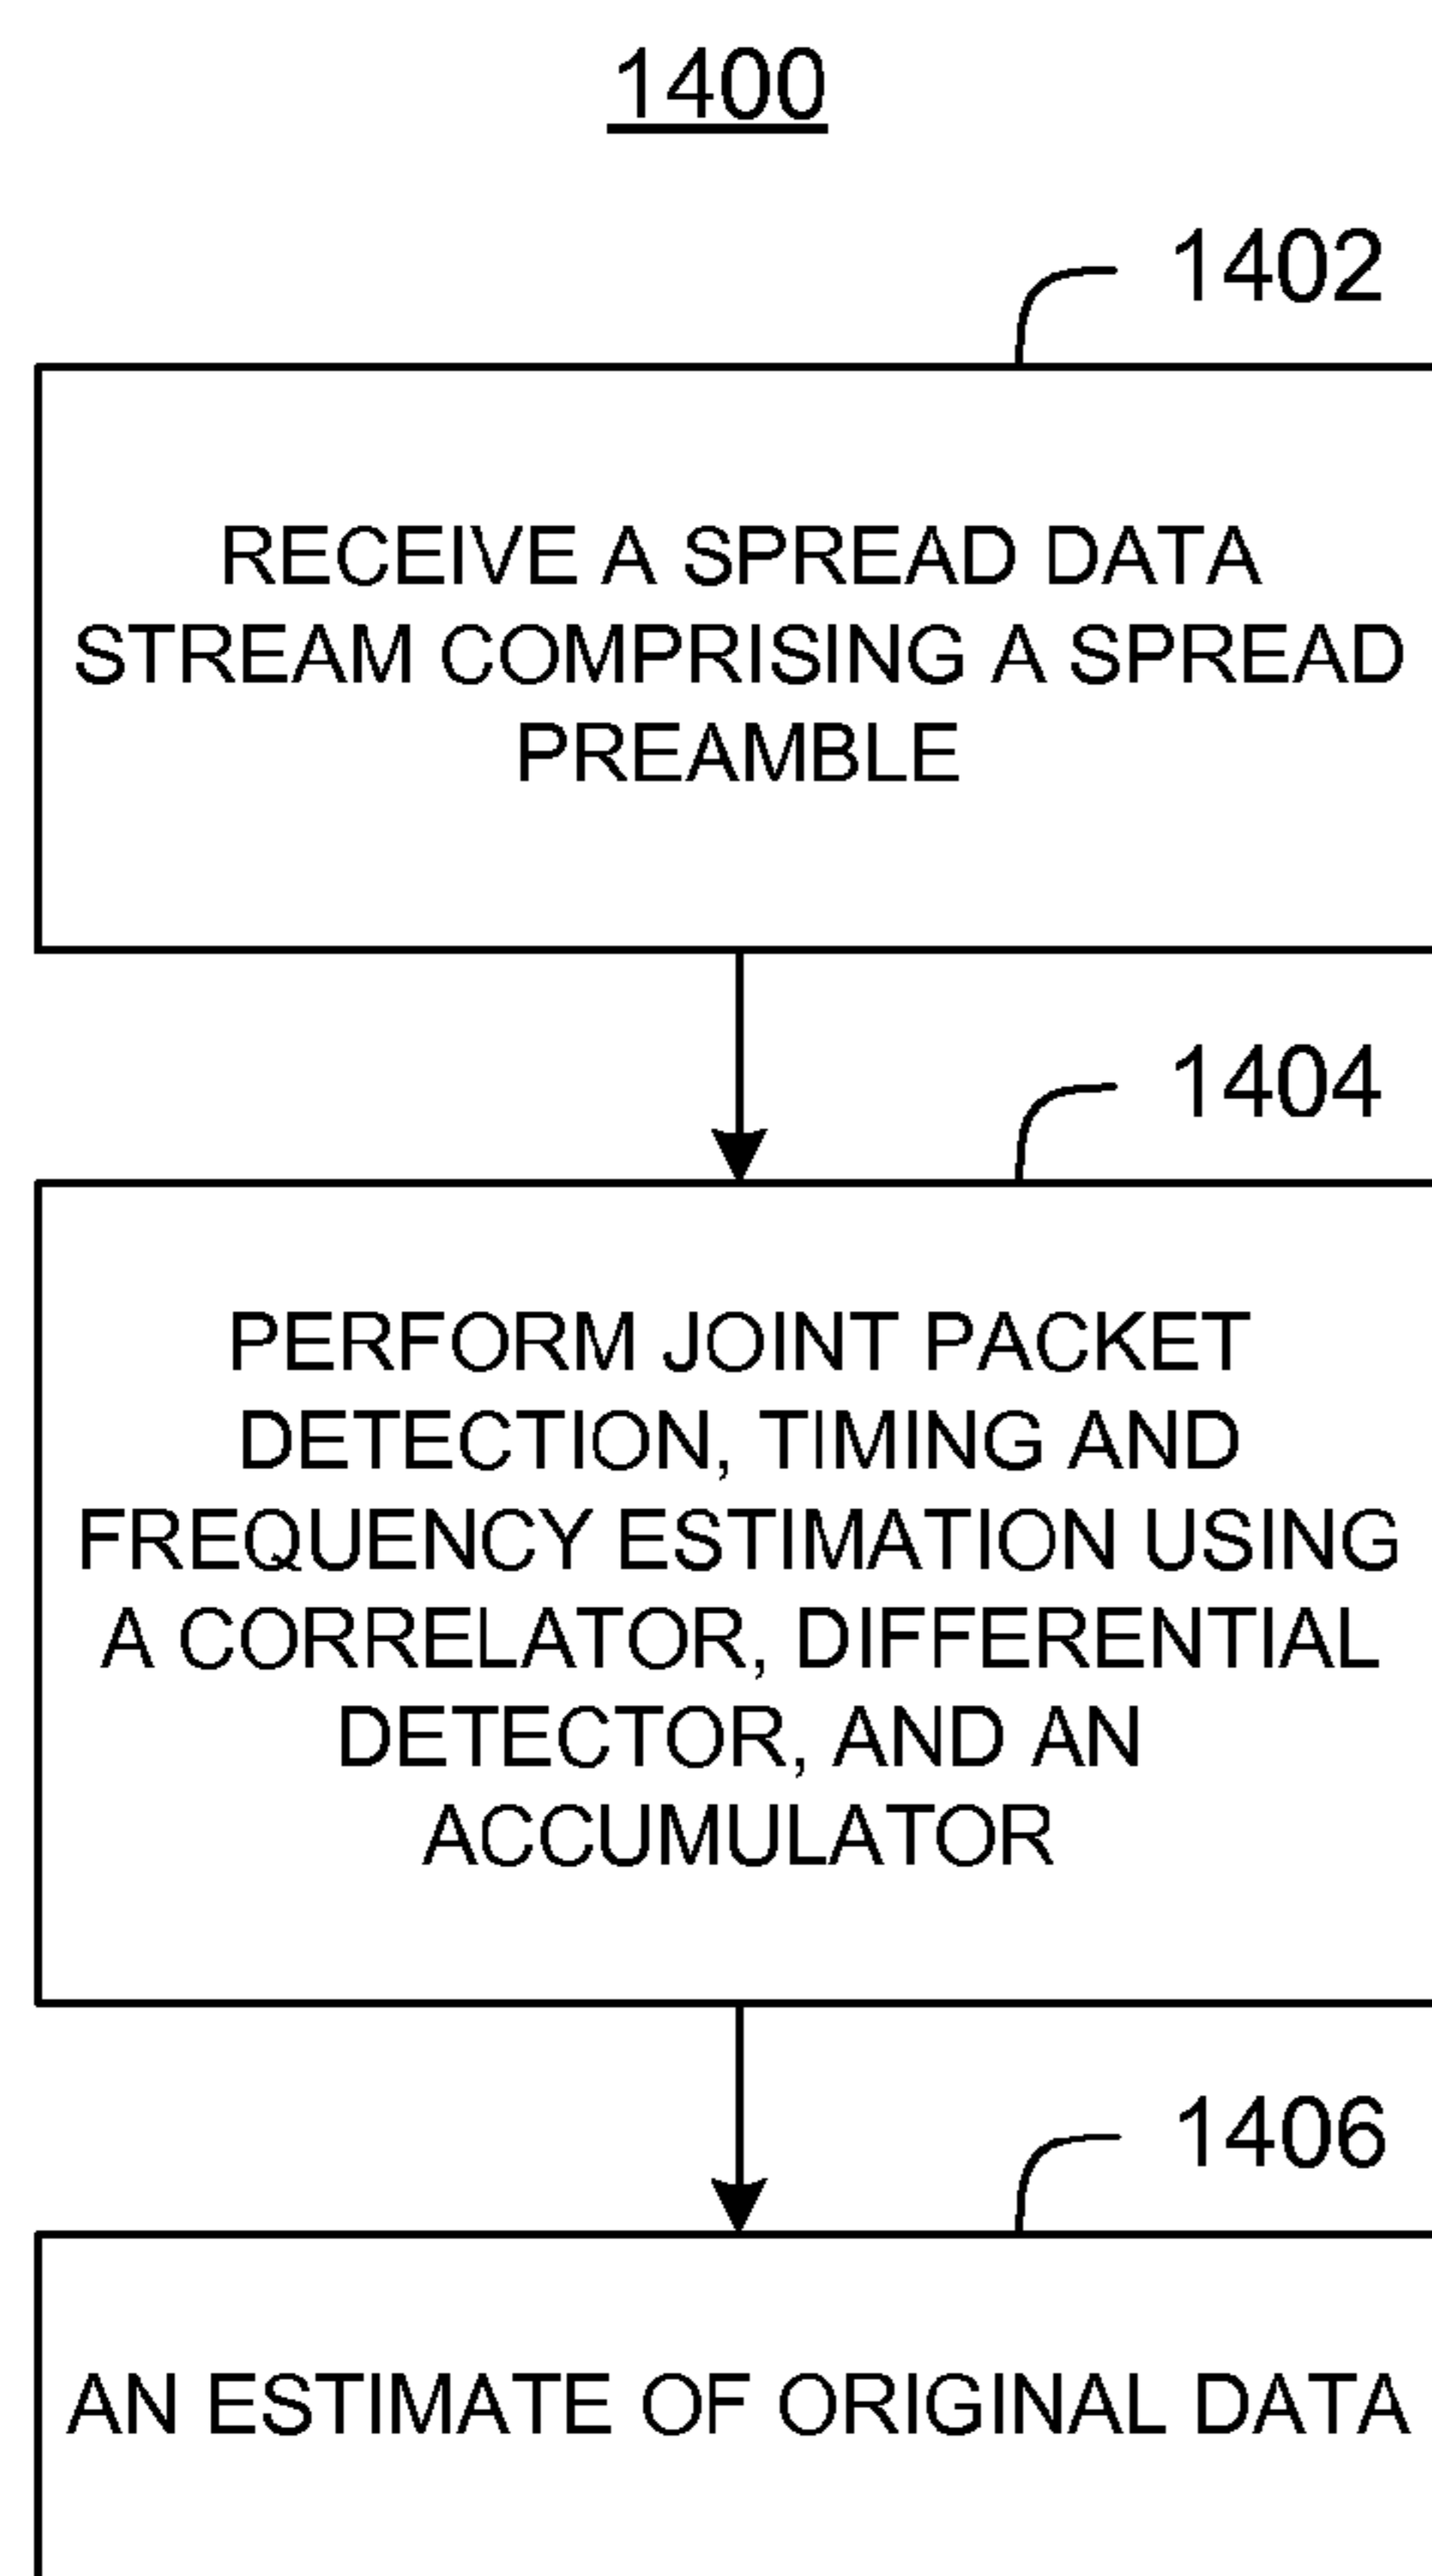 1400
1402
RECEIVE A SPREAD DATA
STREAM COMPRISING A SPREAD
PREAMBLE
1404
PERFORM JOINT PACKET
DETECTION, TIMING AND
FREQUENCY ESTIMATION USING
A CORRELATOR, DIFFERENTIAL
DETECTOR, AND AN
ACCUMULATOR
1406
AN ESTIMATE OF ORIGINAL DATA